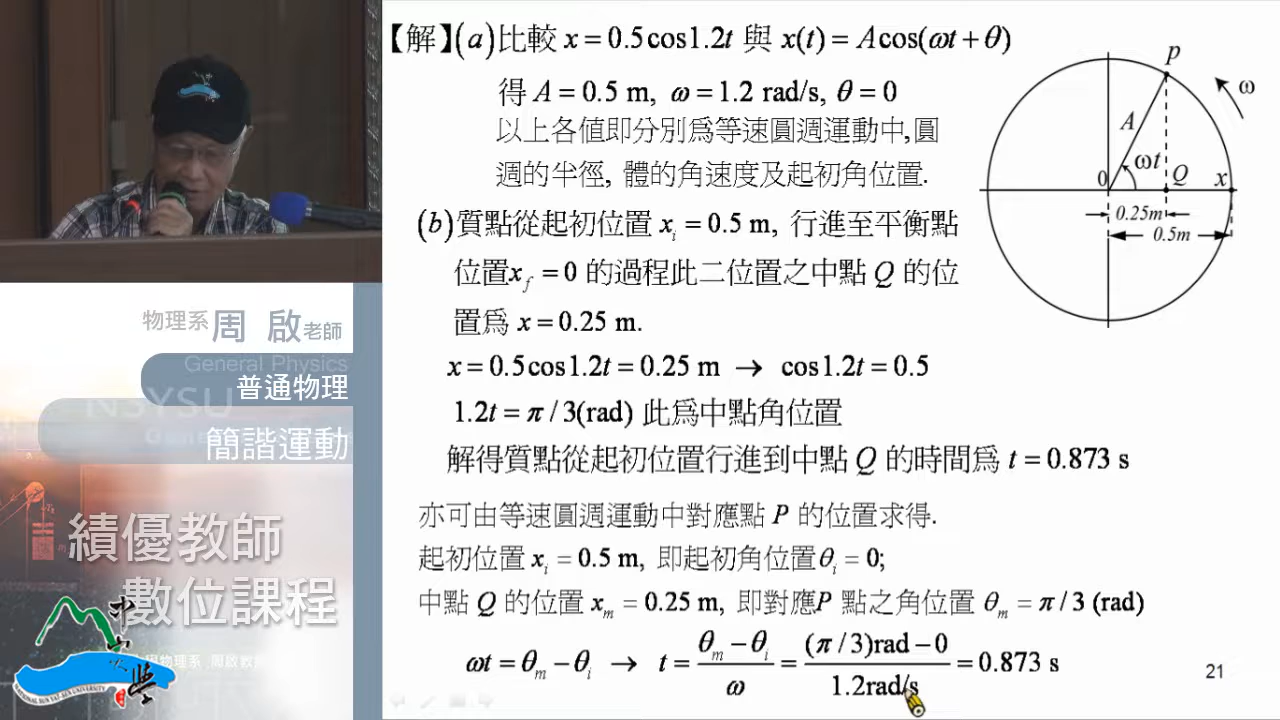 【解】(a)比較 x = 0.5cos1.2t 與 x(t) = Acos(ωt + θ)
得 A = 0.5 m, ω = 1.2 rad/s, θ = 0
以上各值即分別為等速圓週運動中,圓
週的半徑, 體的角速度及起初角位置.
(b)質點從起初位置 xᵢ = 0.5 m, 行進至平衡點
位置x_f = 0 的過程此二位置之中點 Q 的位
置為 x = 0.25 m.
x = 0.5cos1.2t = 0.25 m → cos1.2t = 0.5
1.2t = π / 3(rad) 此為中點角位置
解得質點從起初位置行進到中點 Q 的時間為 t = 0.873 s
亦可由等速圓週運動中對應點 P 的位置求得.
起初位置 xᵢ = 0.5 m, 即起初角位置θᵢ = 0;
中點 Q 的位置 xₘ = 0.25 m, 即對應P 點之角位置 θₘ = π / 3 (rad)
ωt = θₘ − θᵢ → t = (θₘ − θᵢ) / ω = ((π / 3)rad − 0) / 1.2rad/s = 0.873 s
21
P
ω
A
ωt
0
Q
x
0.25m
0.5m
物理系周 啟老師
General Physics
普通物理
NSYSU
簡諧運動
績優教師
數位課程
中山大學